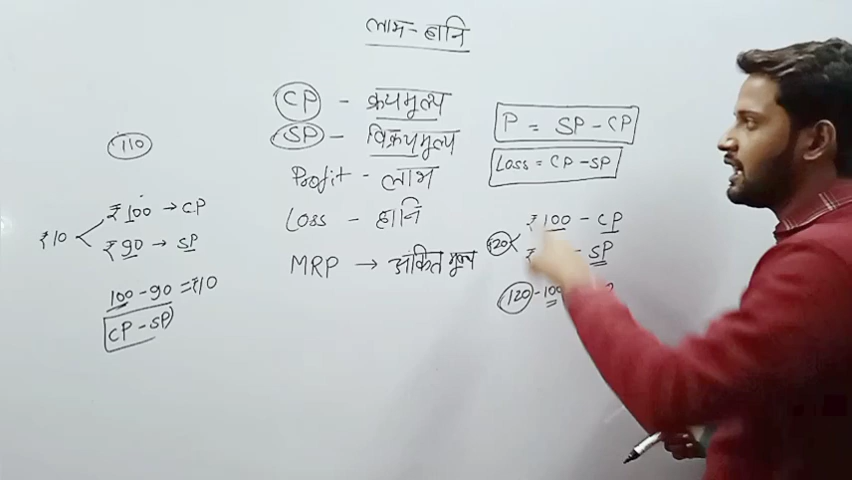 लाभ - हानि
CP - क्रयमूल्य
SP - विक्रयमूल्य
Profit - लाभ
Loss - हानि
MRP → अंकित मूल्य
110
₹10
₹100 → CP
₹90 → SP
100 - 90 = ₹10
CP - SP
P = SP - CP
Loss = CP - SP
₹20
₹100 - CP
₹ - SP
120 - 100